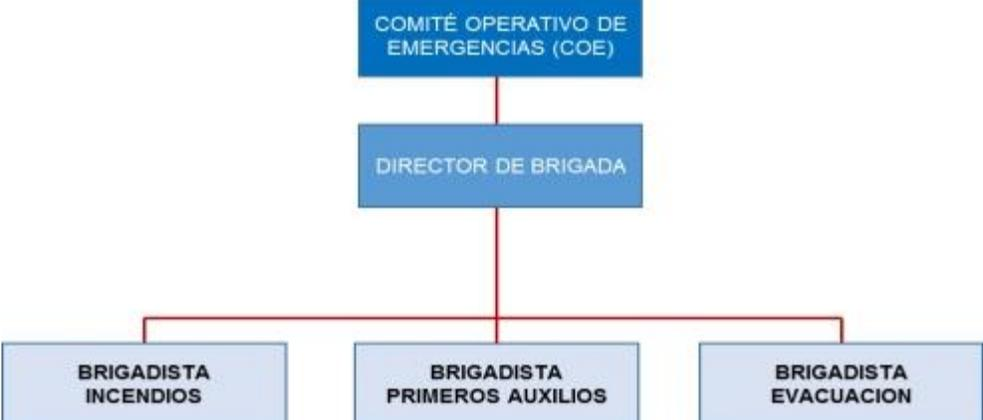 COMITÉ OPERATIVO DE
EMERGENCIAS (COE)
DIRECTOR DE BRIGADA
BRIGADISTA
INCENDIOS
BRIGADISTA
PRIMEROS AUXILIOS
BRIGADISTA
EVACUACION